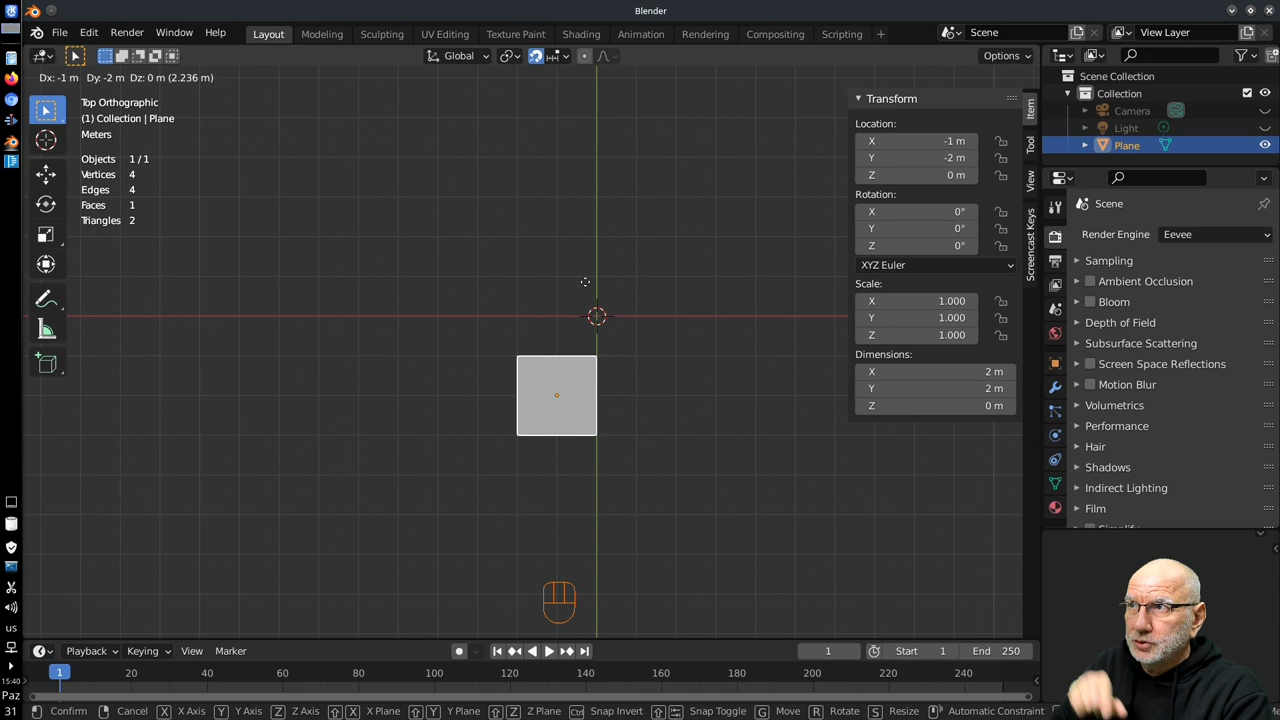 Blender
File Edit Render Window Help
Layout Modeling Sculpting UV Editing Texture Paint Shading Animation Rendering Compositing Scripting +
Scene
View Layer
Global
Options
Dx: -1 m Dy: -2 m Dz: 0 m (2.236 m)
Top Orthographic
(1) Collection | Plane
Meters
Objects 1 / 1
Vertices 4
Edges 4
Faces 1
Triangles 2
Transform
Location:
X -1 m
Y -2 m
Z 0 m
Rotation:
X 0°
Y 0°
Z 0°
XYZ Euler
Scale:
X 1.000
Y 1.000
Z 1.000
Dimensions:
X 2 m
Y 2 m
Z 0 m
Item
Tool
View
Screencast Keys
Scene Collection
Collection
Camera
Light
Plane
Scene
Render Engine Eevee
Sampling
Ambient Occlusion
Bloom
Depth of Field
Subsurface Scattering
Screen Space Reflections
Motion Blur
Volumetrics
Performance
Hair
Shadows
Indirect Lighting
Film
Playback Keying View Marker
1
Start 1
End 250
1 20 40 60 80 100 120 140 160 180 200 220 240
Confirm Cancel X X Axis Y Y Axis Z Z Axis X X Plane Y Y Plane Z Z Plane Ctrl Snap Invert Snap Toggle G Move R Rotate S Resize Automatic Constraint
us
15:40
Paz
31